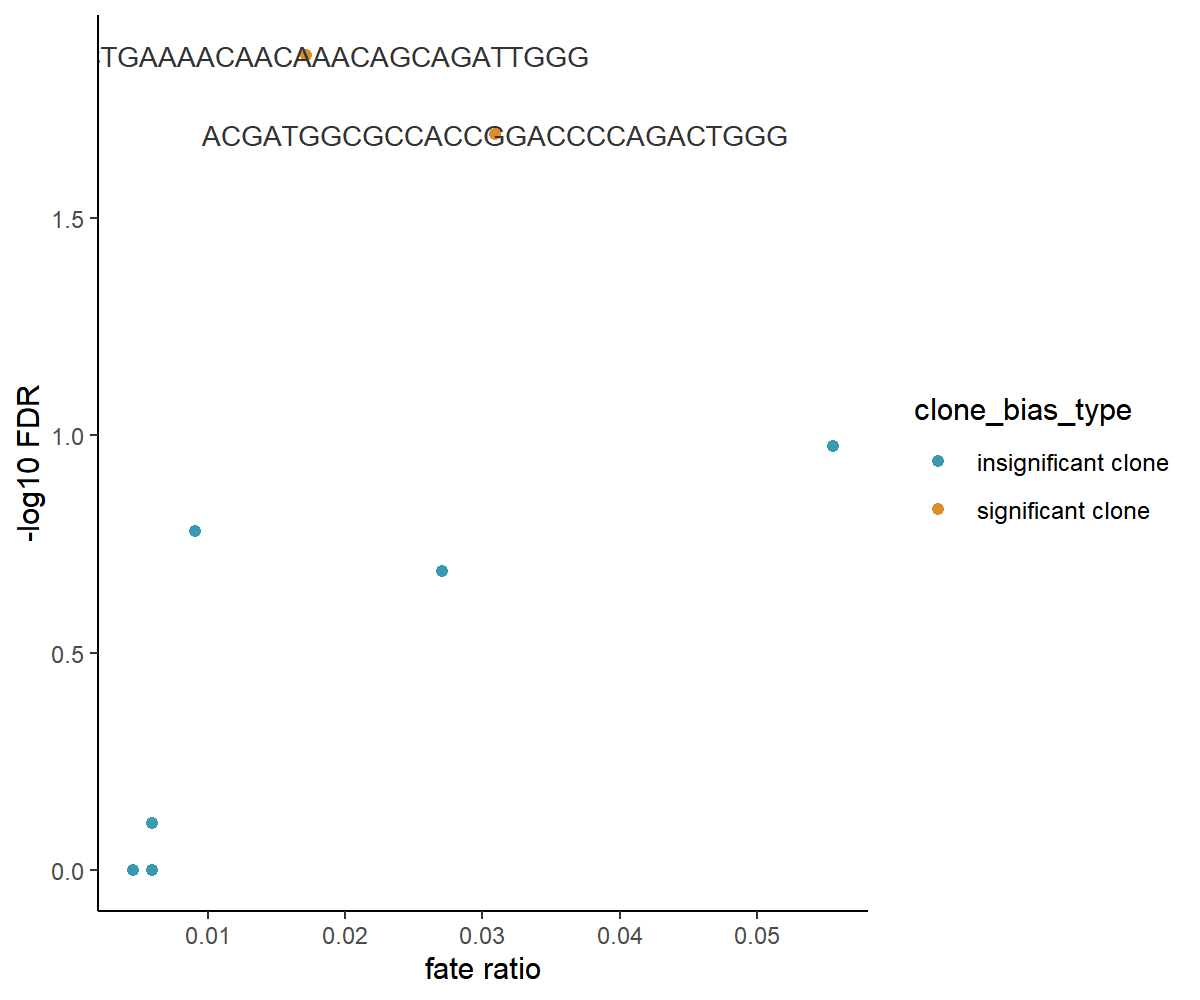 TGAAAACAACAAACAGCAGATTGGG
ACGATGGCGCCACCGGACCCCAGACTGGG
1.5
1.0
0.5
0.0
-log10 FDR
0.01 0.02 0.03 0.04 0.05
fate ratio
clone_bias_type
insignificant clone
significant clone